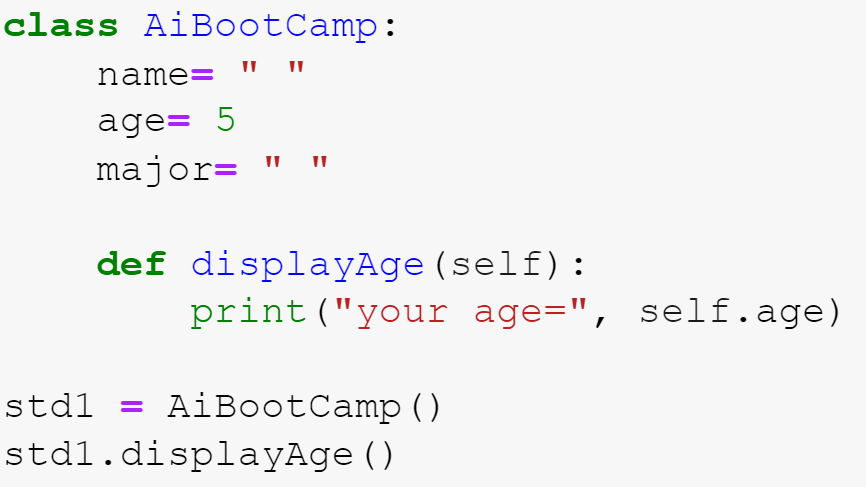 class AiBootCamp:
    name= " "
    age= 5
    major= " "

    def displayAge(self):
        print("your age=", self.age)

std1 = AiBootCamp()
std1.displayAge()